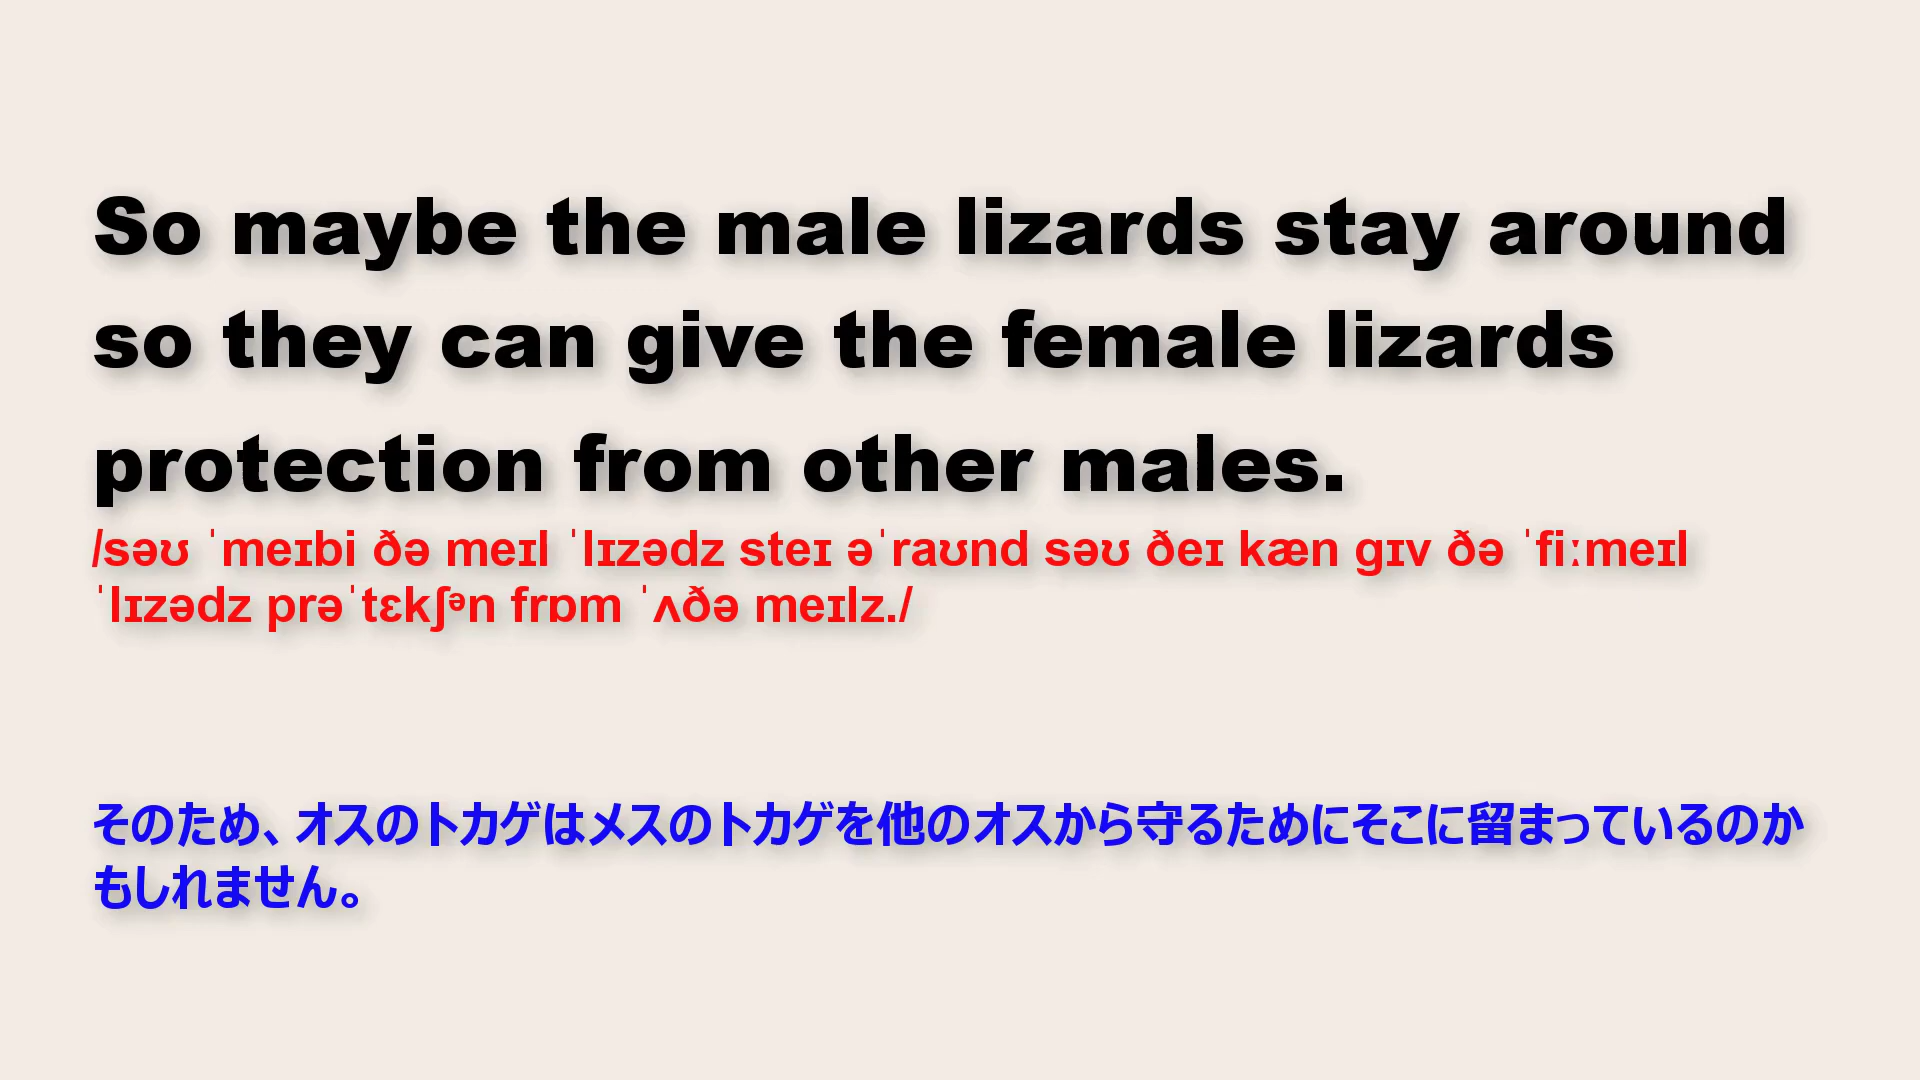 So maybe the male lizards stay around
so they can give the female lizards
protection from other males.
/səʊ ˈmeɪbi ðə meɪl ˈlɪzədz steɪ əˈraʊnd səʊ ðeɪ kæn gɪv ðə ˈfiːmeɪl
ˈlɪzədz prəˈtɛkʃᵊn frɒm ˈʌðə meɪlz./
そのため、オスのトカゲはメスのトカゲを他のオスから守るためにそこに留まっているのか
もしれません。